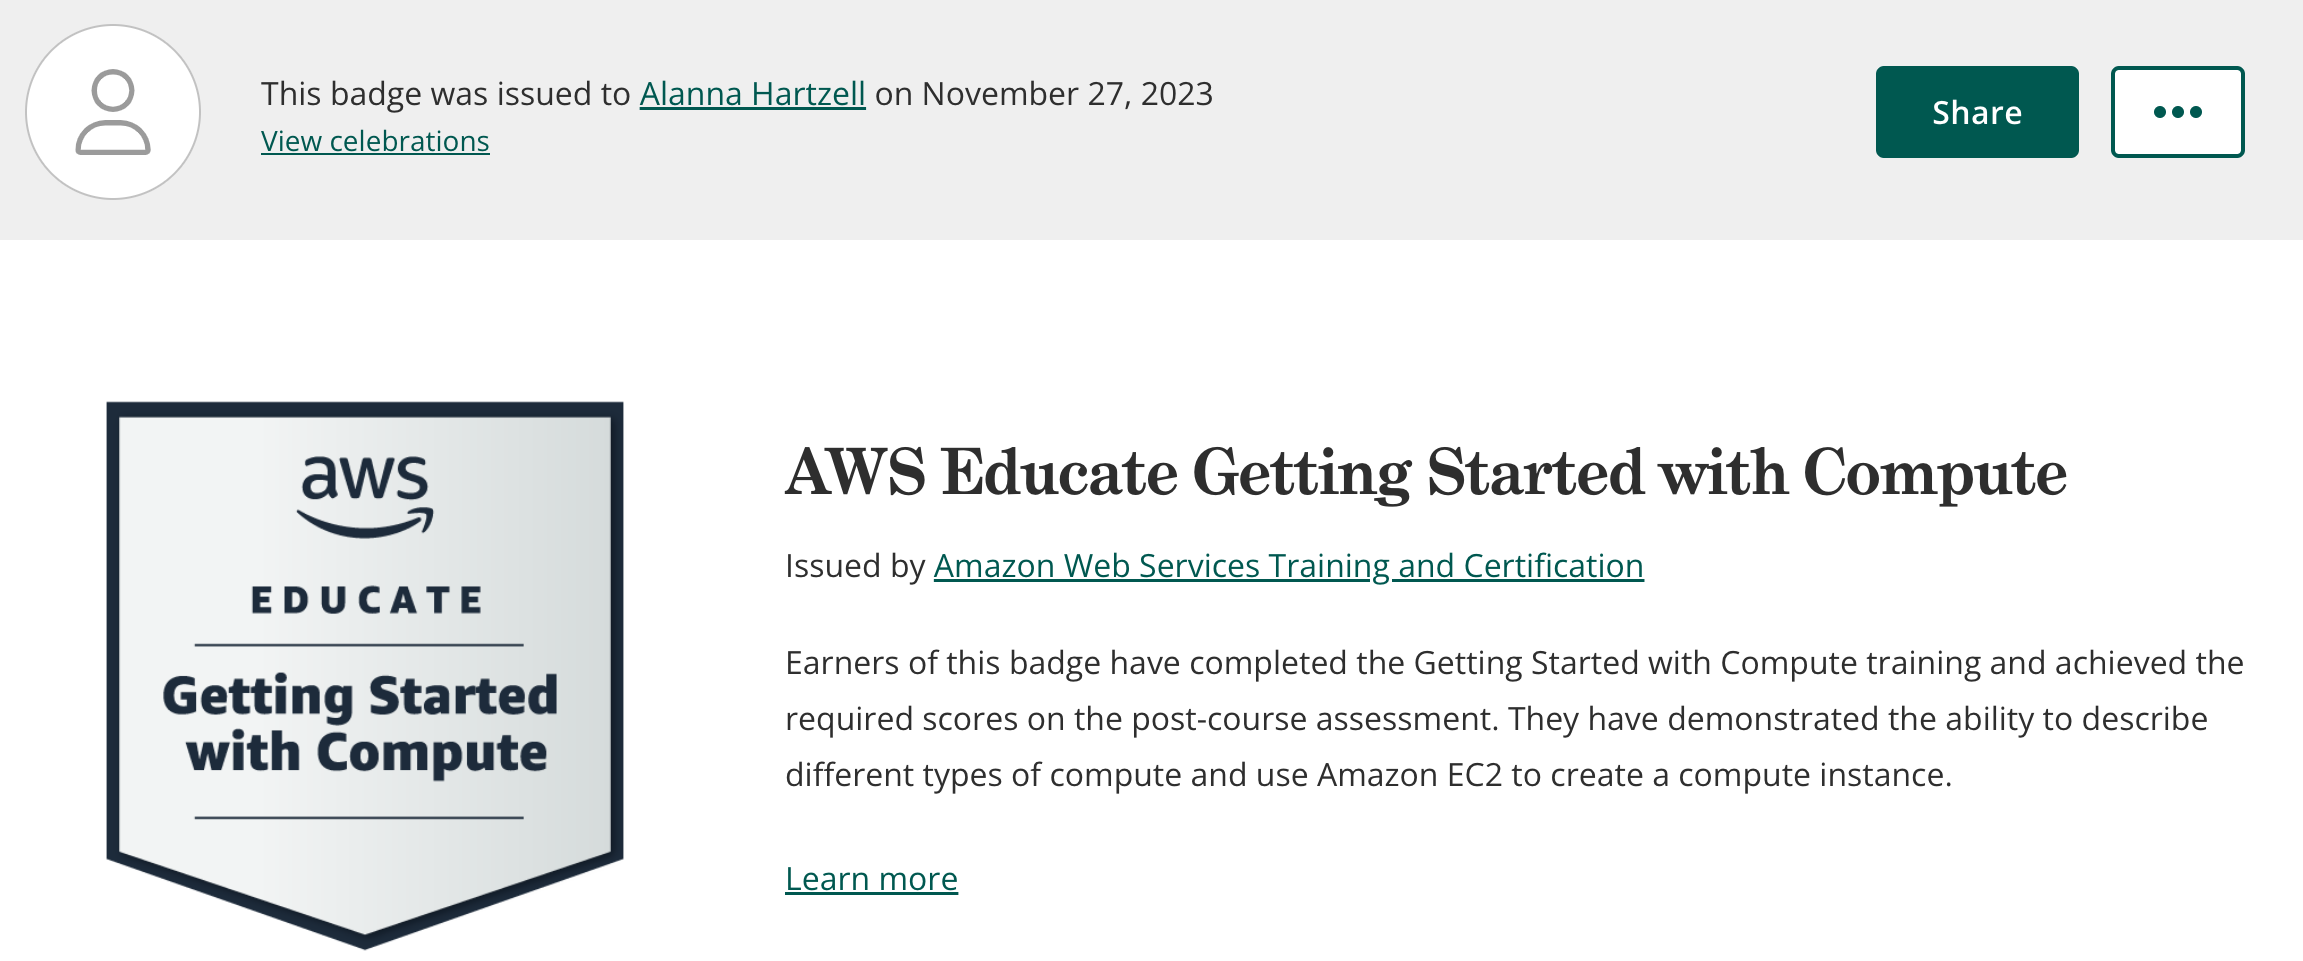 This badge was issued to Alanna Hartzell on November 27, 2023
View celebrations
Share
aws
EDUCATE
Getting Started
with Compute
AWS Educate Getting Started with Compute
Issued by Amazon Web Services Training and Certification
Earners of this badge have completed the Getting Started with Compute training and achieved the
required scores on the post-course assessment. They have demonstrated the ability to describe
different types of compute and use Amazon EC2 to create a compute instance.
Learn more